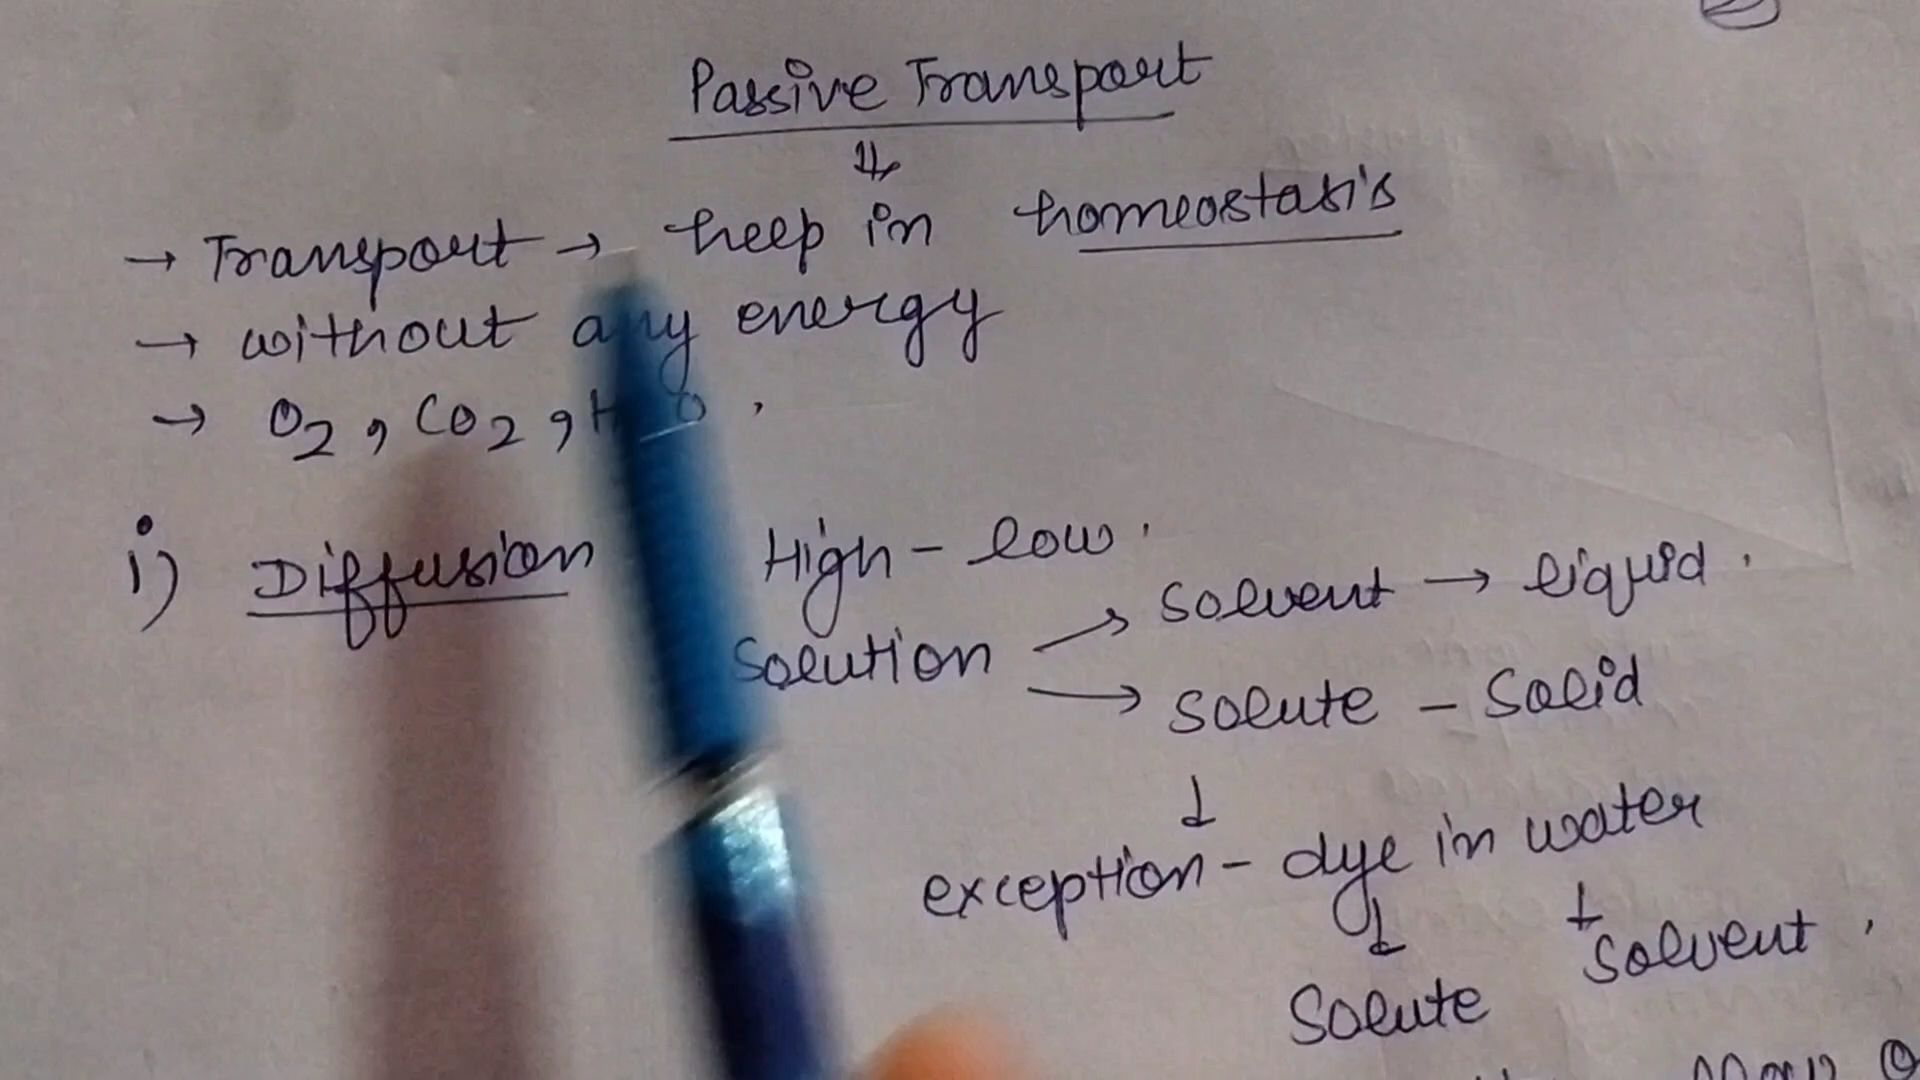 Passive Transport
→ Transport → help in homeostasis
→ without any energy
→ O2, CO2, H2O,
i) Diffusion High - low.
Solution → Solvent → liquid.
→ Solute - Solid
↓
exception - dye in water
↓ ↓
Solute Solvent,